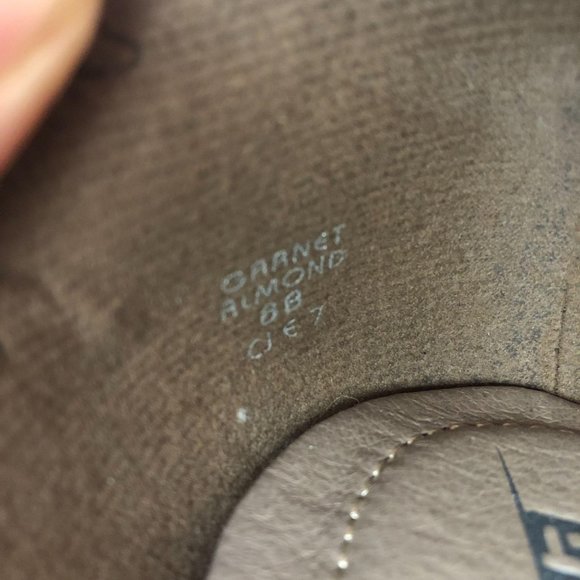 GARNET
ALMOND
8B
CJE7